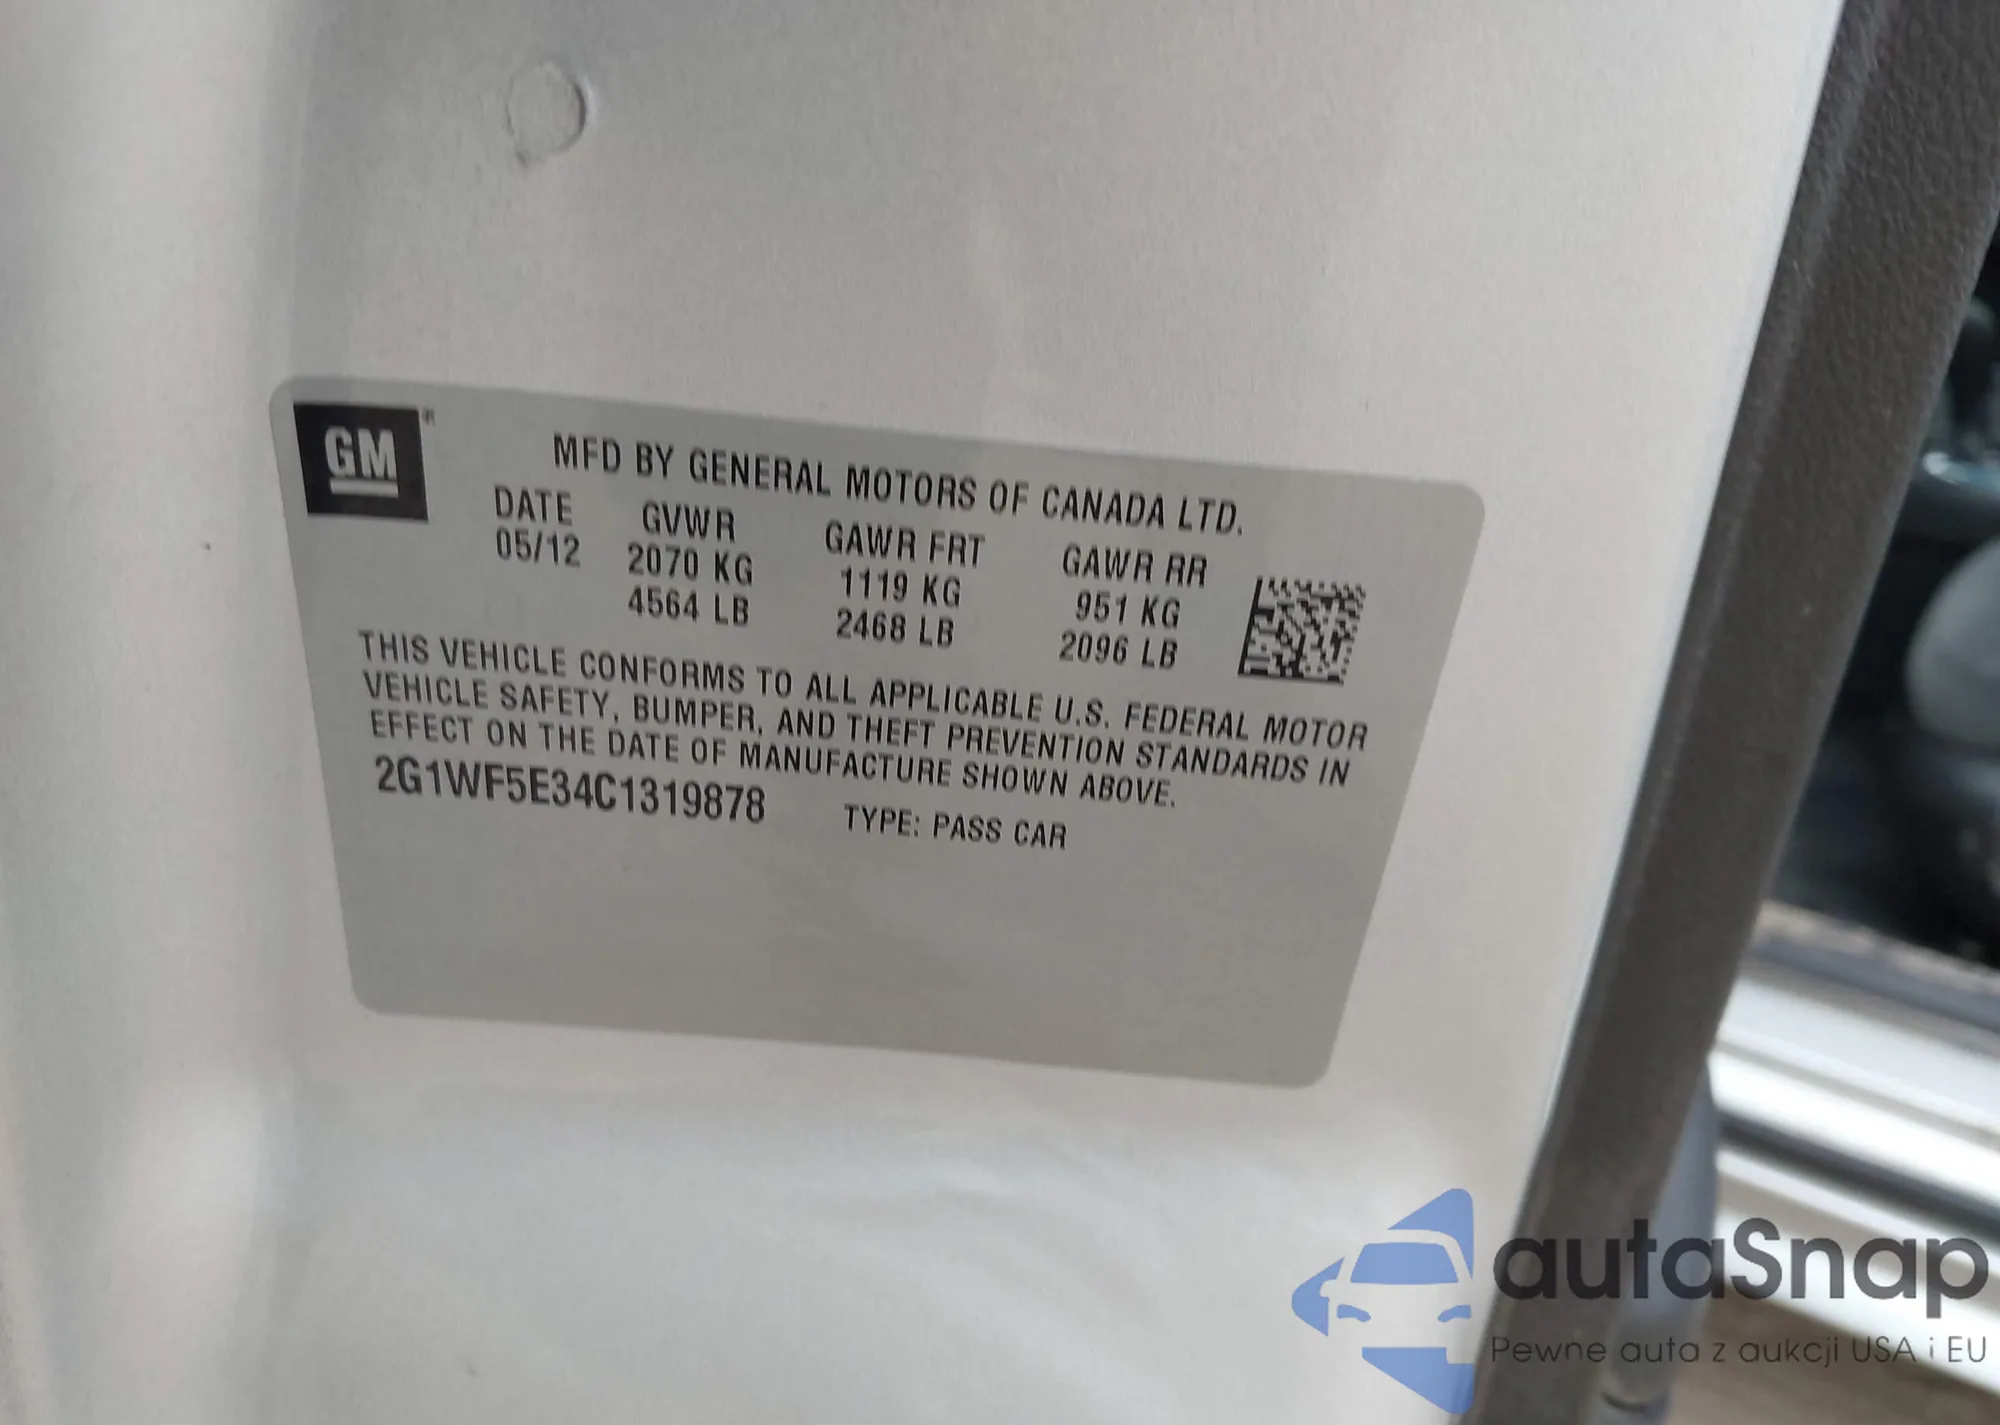 GM
®
MFD BY GENERAL MOTORS OF CANADA LTD.
DATE GVWR GAWR FRT GAWR RR
05/12 2070 KG 1119 KG 951 KG
4564 LB 2468 LB 2096 LB
THIS VEHICLE CONFORMS TO ALL APPLICABLE U.S. FEDERAL MOTOR
VEHICLE SAFETY, BUMPER, AND THEFT PREVENTION STANDARDS IN
EFFECT ON THE DATE OF MANUFACTURE SHOWN ABOVE.
2G1WF5E34C1319878 TYPE: PASS CAR
autaSnap
Pewne auta z aukcji USA i EU